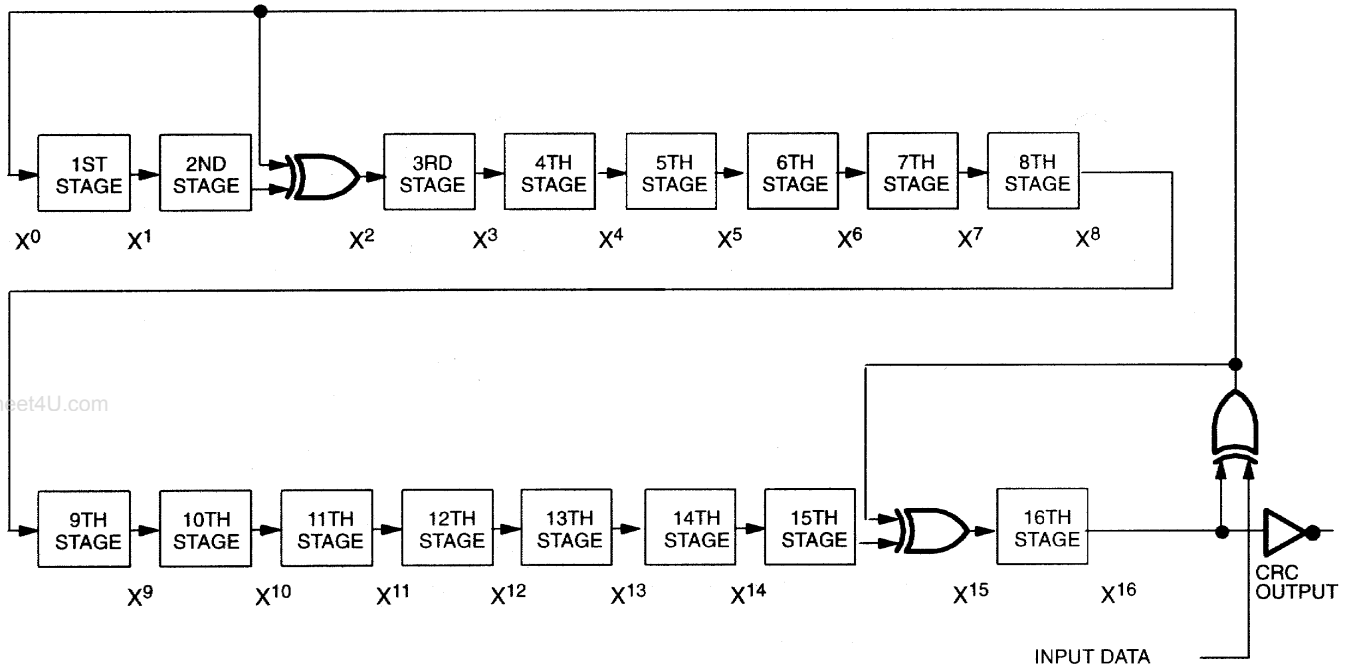 1ST STAGE
2ND STAGE
3RD STAGE
4TH STAGE
5TH STAGE
6TH STAGE
7TH STAGE
8TH STAGE
X⁰ X¹ X² X³ X⁴ X⁵ X⁶ X⁷ X⁸
heet4U.com
9TH STAGE
10TH STAGE
11TH STAGE
12TH STAGE
13TH STAGE
14TH STAGE
15TH STAGE
16TH STAGE
CRC OUTPUT
X⁹ X¹⁰ X¹¹ X¹² X¹³ X¹⁴ X¹⁵ X¹⁶
INPUT DATA